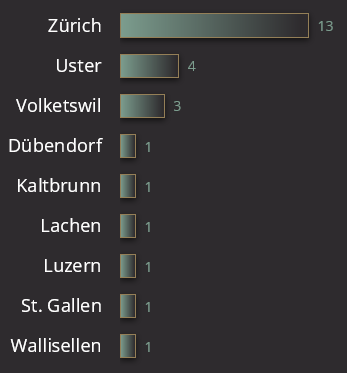 Zürich 13
Uster 4
Volketswil 3
Dübendorf 1
Kaltbrunn 1
Lachen 1
Luzern 1
St. Gallen 1
Wallisellen 1